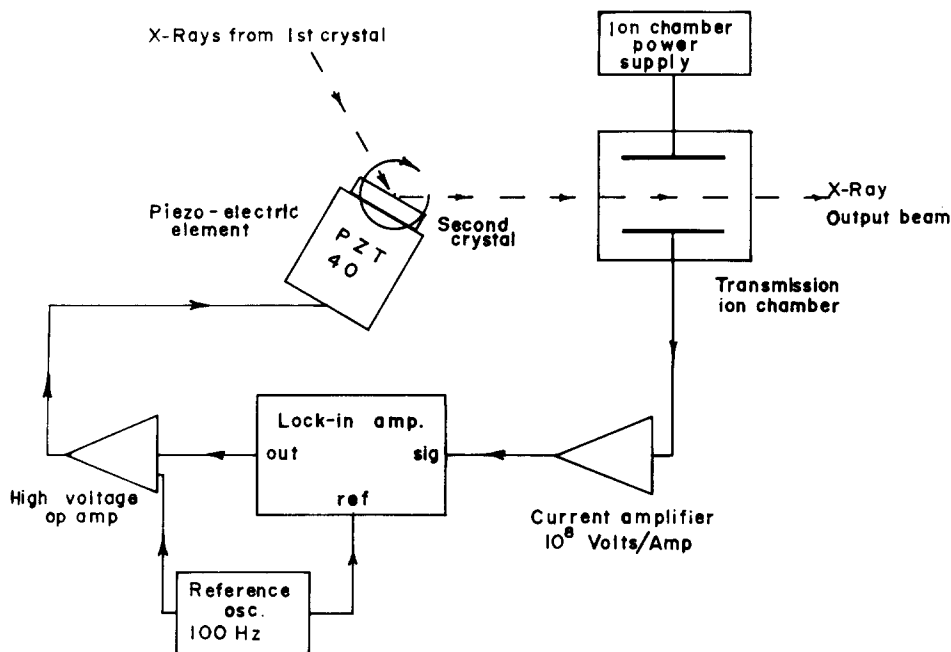 X-Rays from 1st crystal
Ion chamber
power
supply
Piezo-electric
element
PZT
40
Second
crystal
X-Ray
Output beam
Transmission
ion chamber
Lock-in amp.
out
sig
ref
High voltage
op amp
Current amplifier
10⁸ Volts/Amp
Reference
osc.
100 Hz